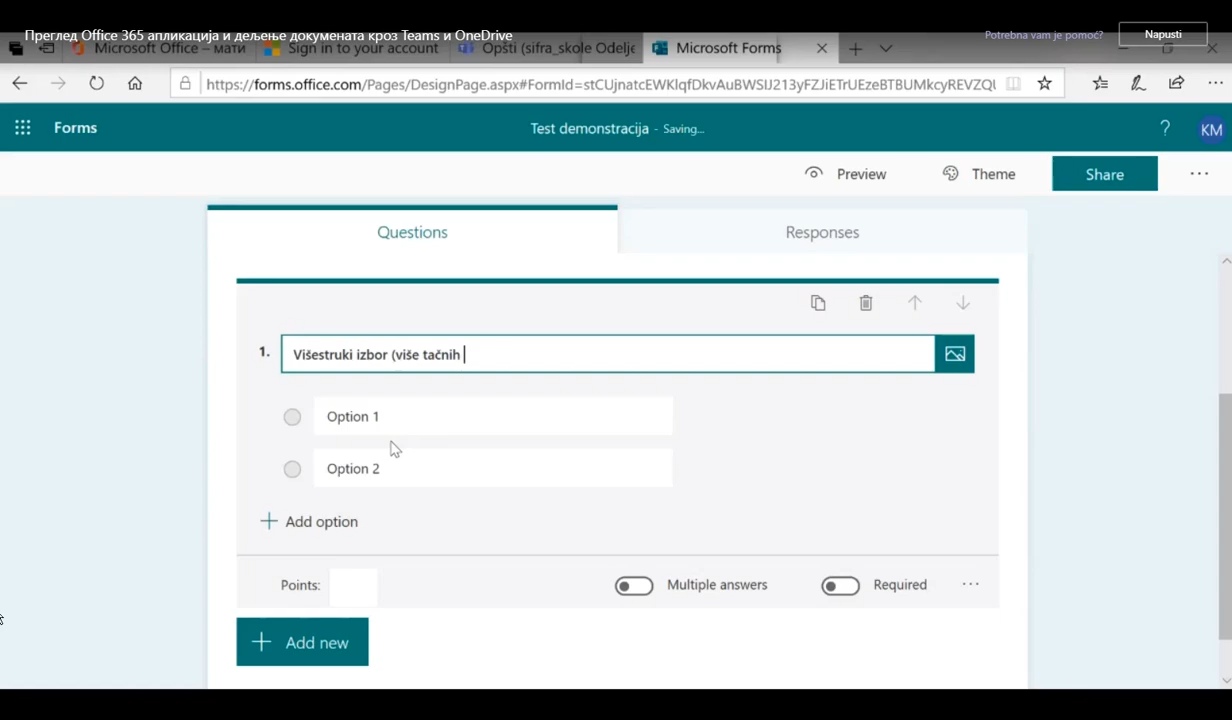 Преглед Office 365 апликација и дељење докумената кроз Teams и OneDrive
Potrebna vam je pomoć?
Napusti
Microsoft Office – мати
Sign in to your account
Opšti (sifra_skole Odelje
Microsoft Forms
https://forms.office.com/Pages/DesignPage.aspx#FormId=stCUjnatcEWKlqfDkvAuBWSIJ213yFZJiETrUEzeBTBUMkcyREVZQU
Forms
Test demonstracija - Saving...
?
KM
Preview
Theme
Share
Questions
Responses
1.
Višestruki izbor (više tačnih
Option 1
Option 2
Add option
Points:
Multiple answers
Required
Add new